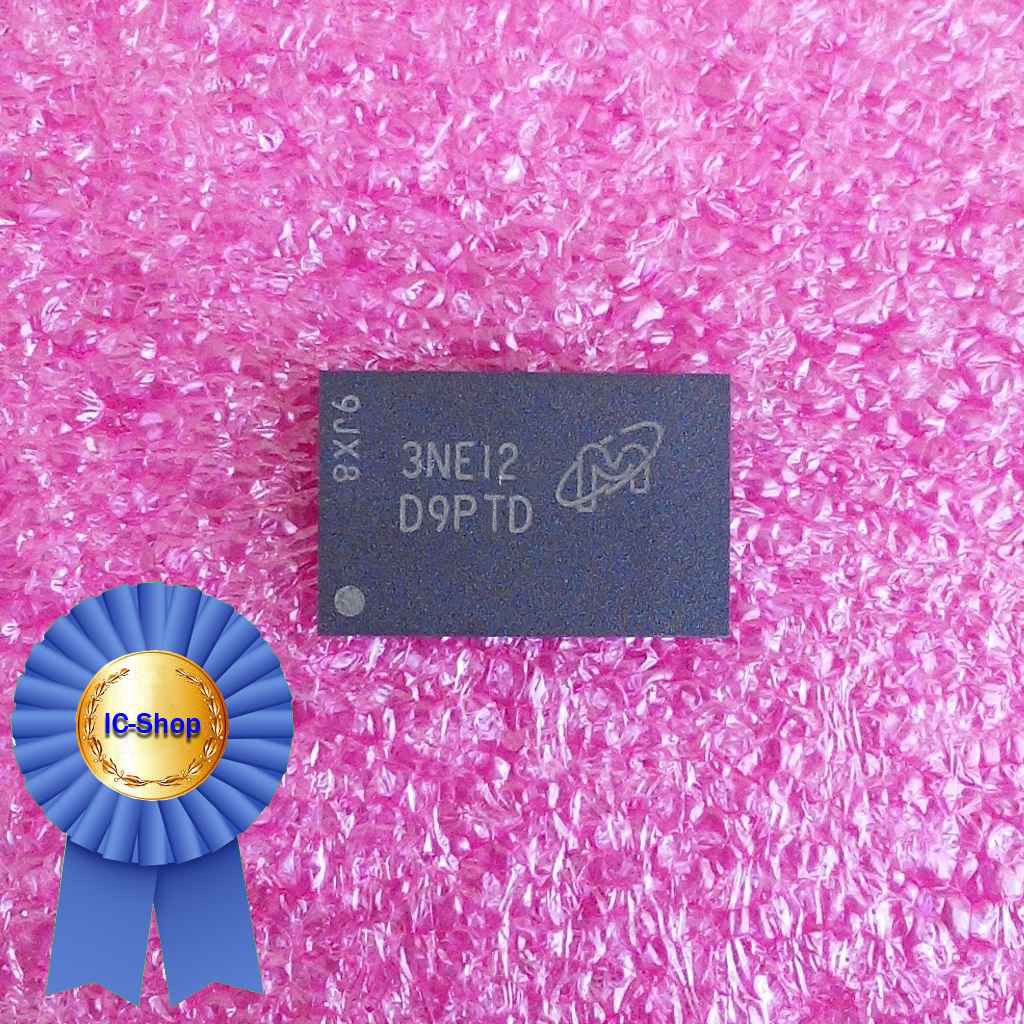 9JX8
3NE12
D9PTD
IC-Shop